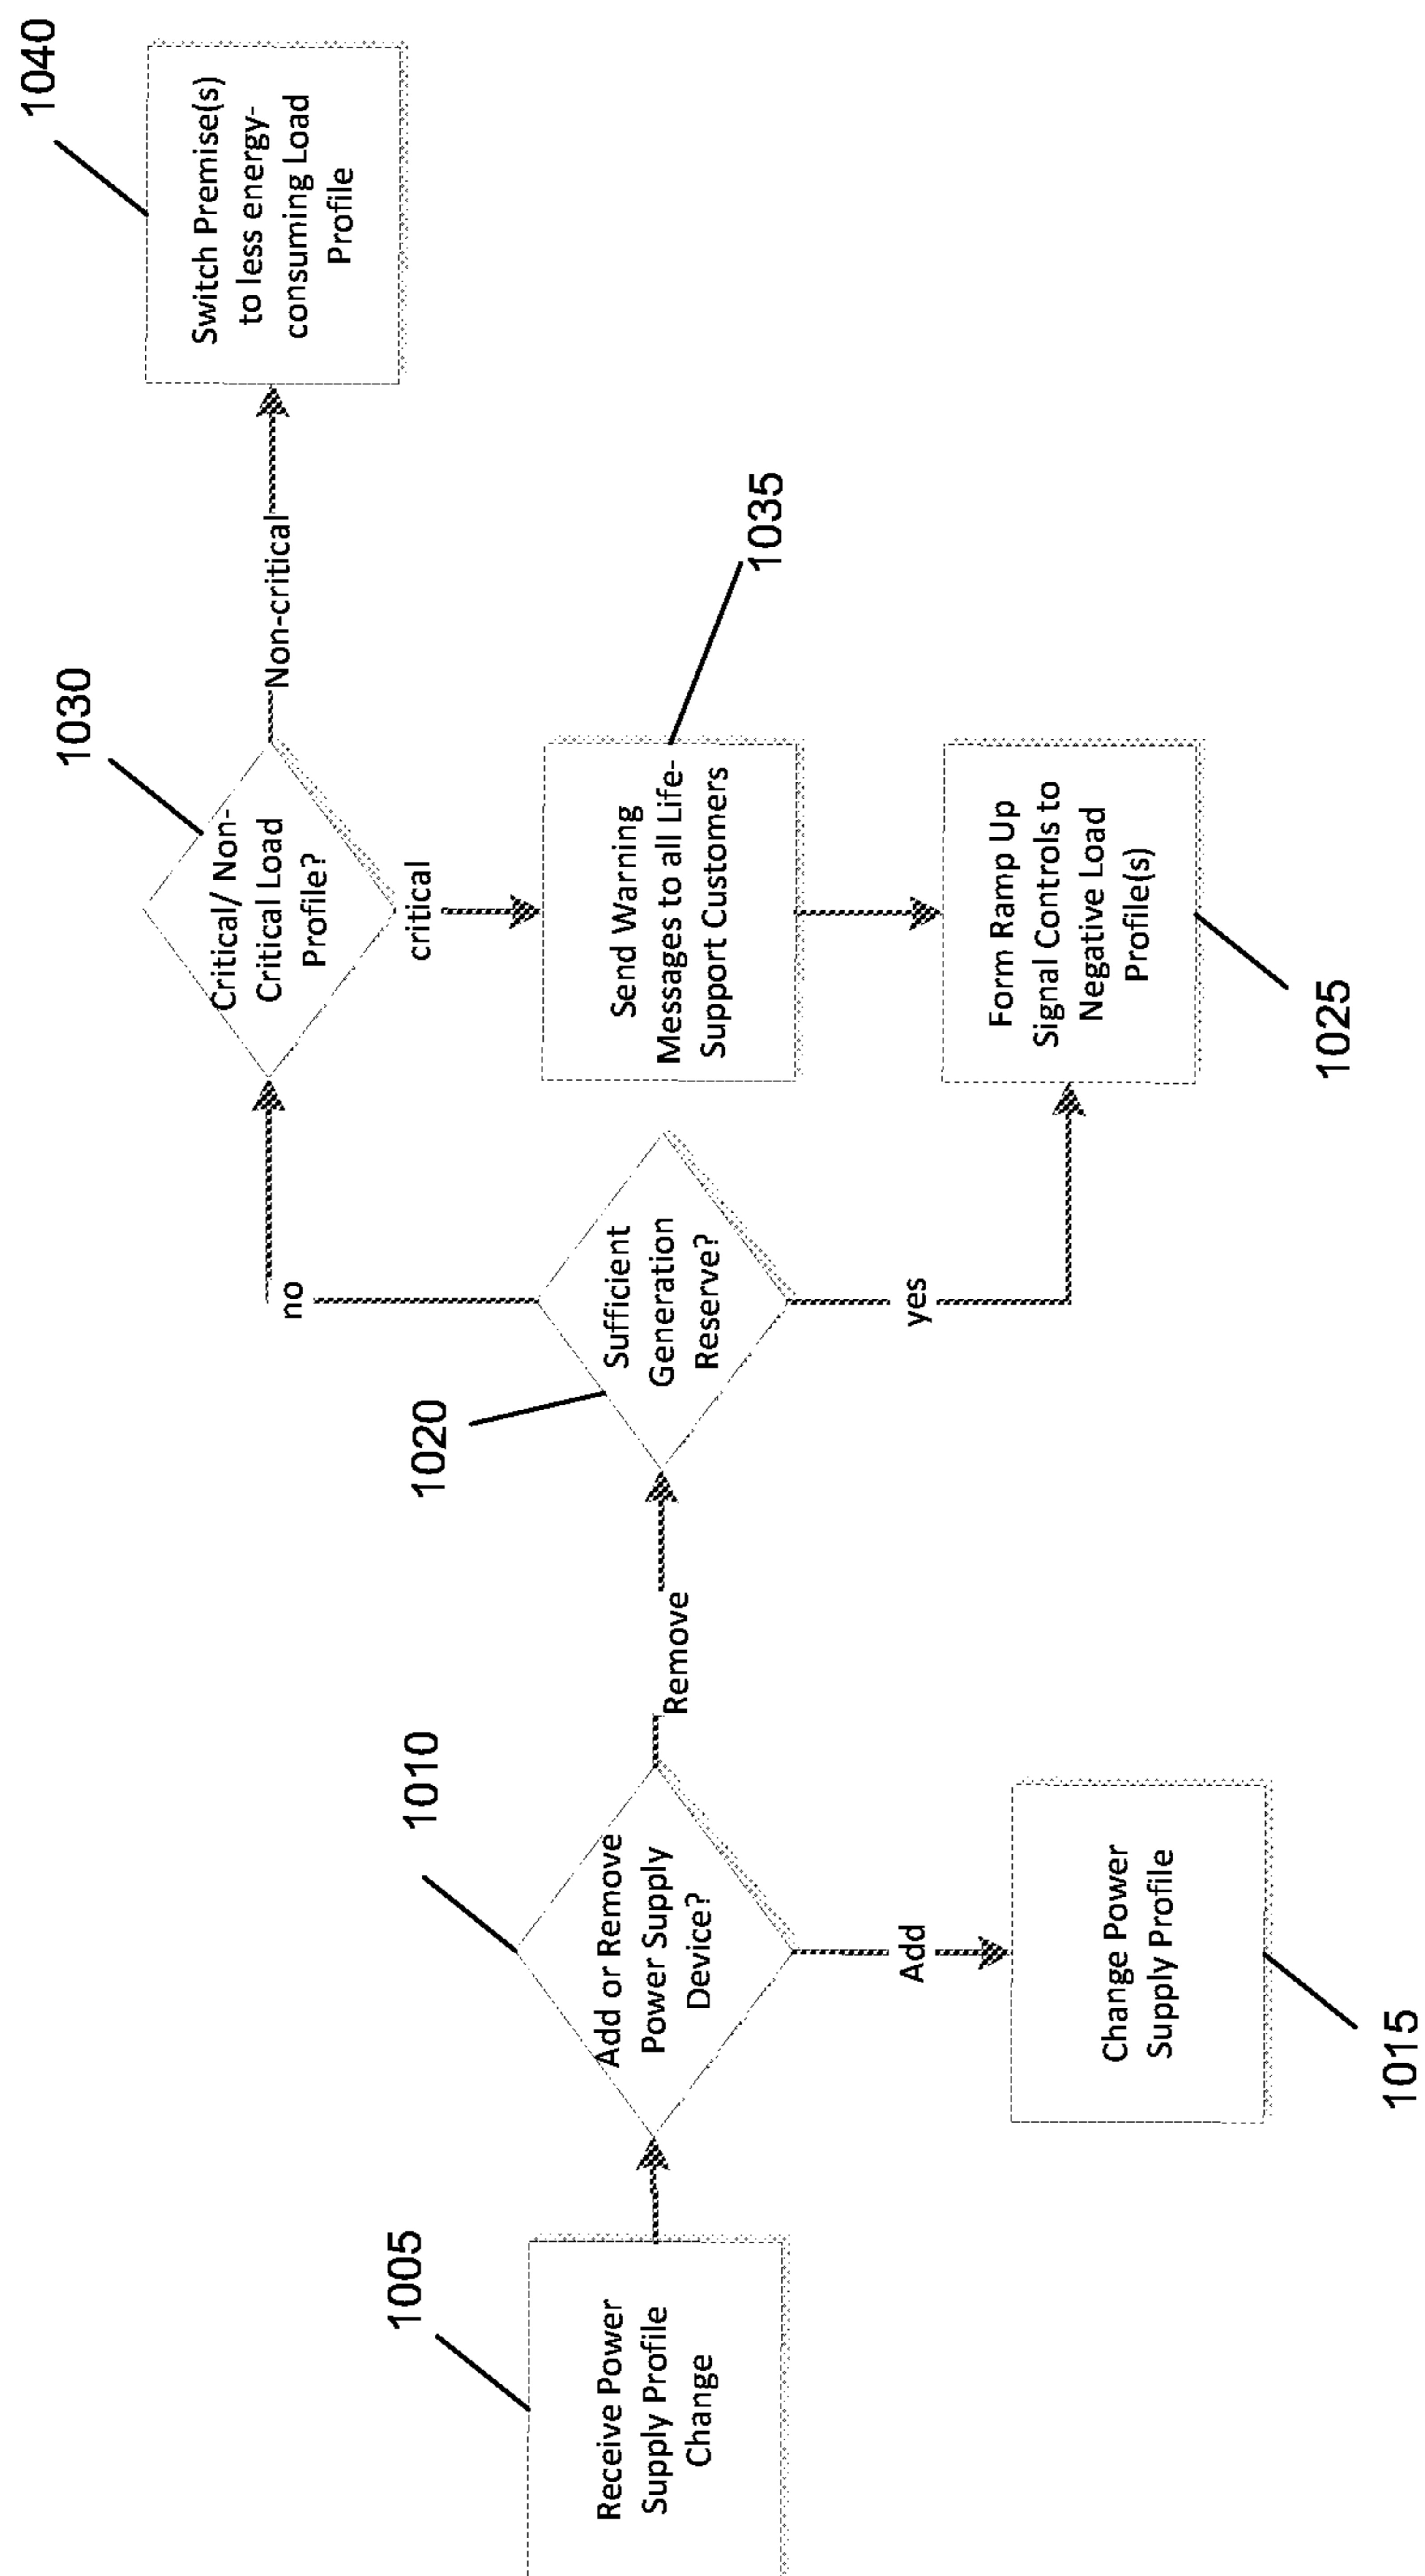 1005
Receive Power
Supply Profile
Change
1010
Add or Remove
Power Supply
Device?
Add
Change Power
Supply Profile
1015
Remove
1020
Sufficient
Generation
Reserve?
no
yes
1030
Critical/ Non-
Critical Load
Profile?
critical
Non-critical
Send Warning
Messages to all Life-
Support Customers
1035
Form Ramp Up
Signal Controls to
Negative Load
Profile(s)
1025
1040
Switch Premise(s)
to less energy-
consuming Load
Profile